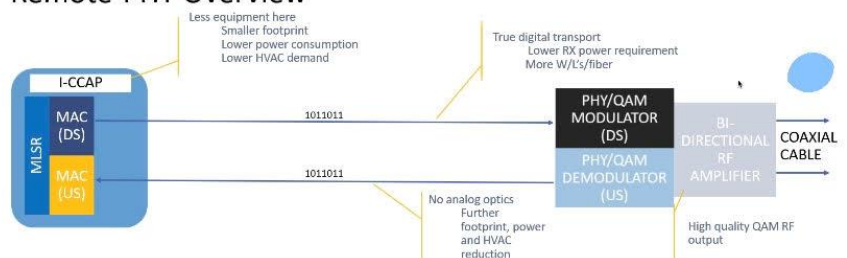 Remote PHY Overview
Less equipment here
Smaller footprint
Lower power consumption
Lower HVAC demand
True digital transport
Lower RX power requirement
More W/L's/fiber
I-CCAP
MLSR
MAC
(DS)
MAC
(US)
1011011
1011011
PHY/QAM
MODULATOR
(DS)
PHY/QAM
DEMODULATOR
(US)
BI-
DIRECTIONAL
RF
AMPLIFIER
COAXIAL
CABLE
No analog optics
Further
footprint, power
and HVAC
reduction
High quality QAM RF
output